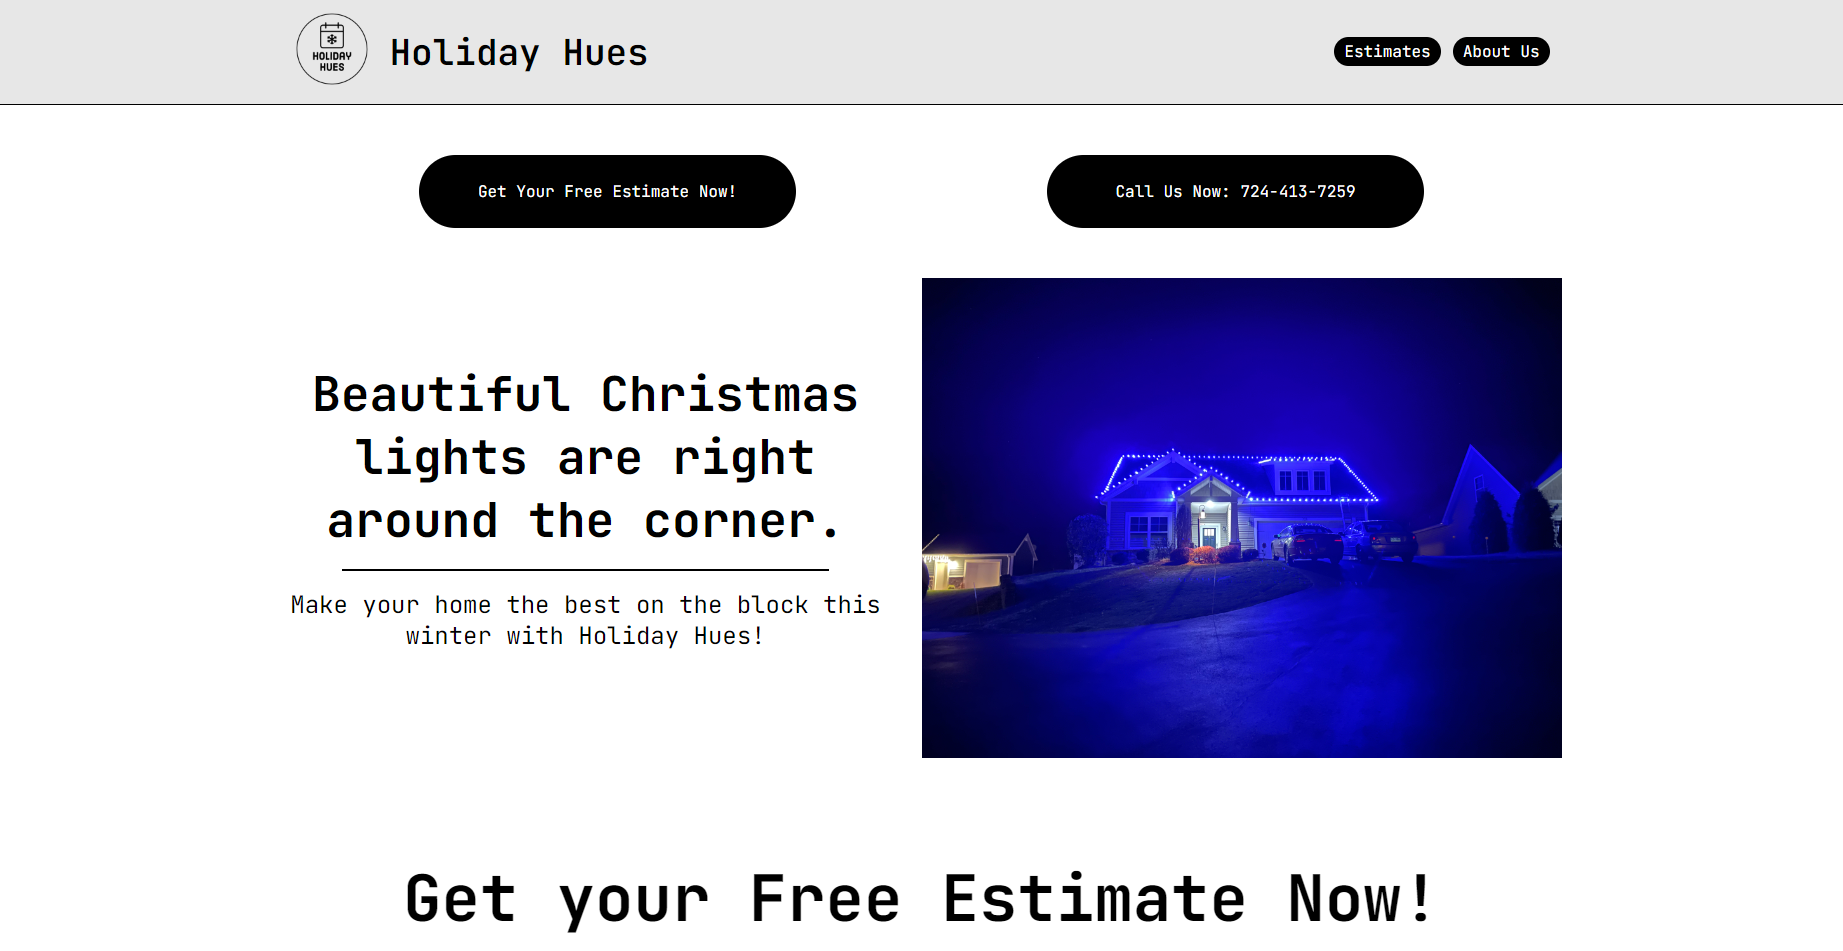 HOLIDAY
HUES
Holiday Hues
Estimates
About Us
Get Your Free Estimate Now!
Call Us Now: 724-413-7259
Beautiful Christmas
lights are right
around the corner.
Make your home the best on the block this
winter with Holiday Hues!
Get your Free Estimate Now!